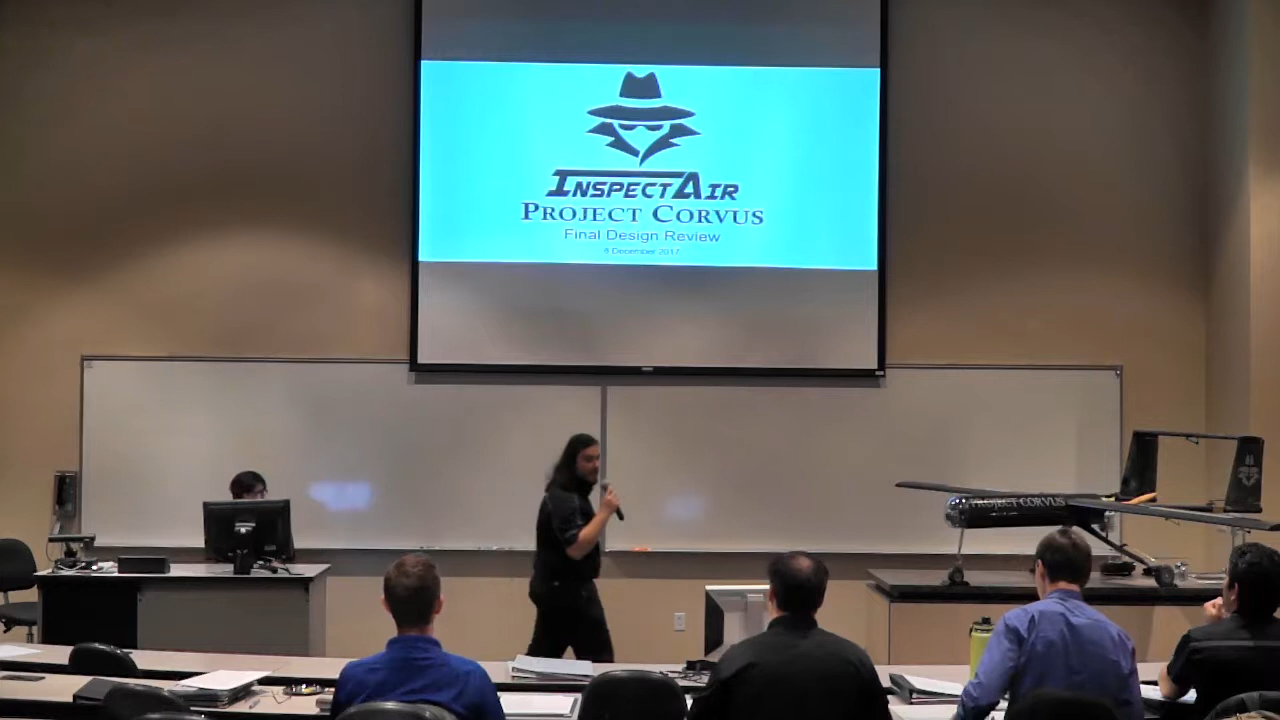 INSPECTAIR
PROJECT CORVUS
Final Design Review
8 December 2017
PROJECT CORVUS